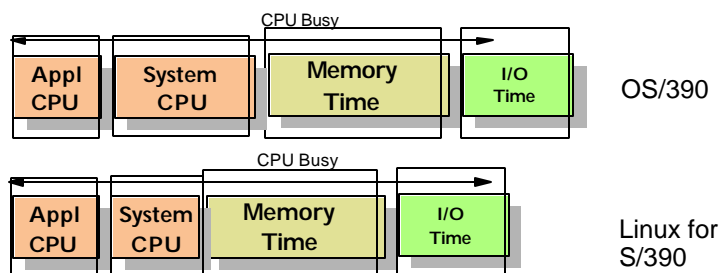 CPU Busy
Appl
CPU
System
CPU
Memory
Time
I/O
Time
OS/390
CPU Busy
Appl
CPU
System
CPU
Memory
Time
I/O
Time
Linux for
S/390